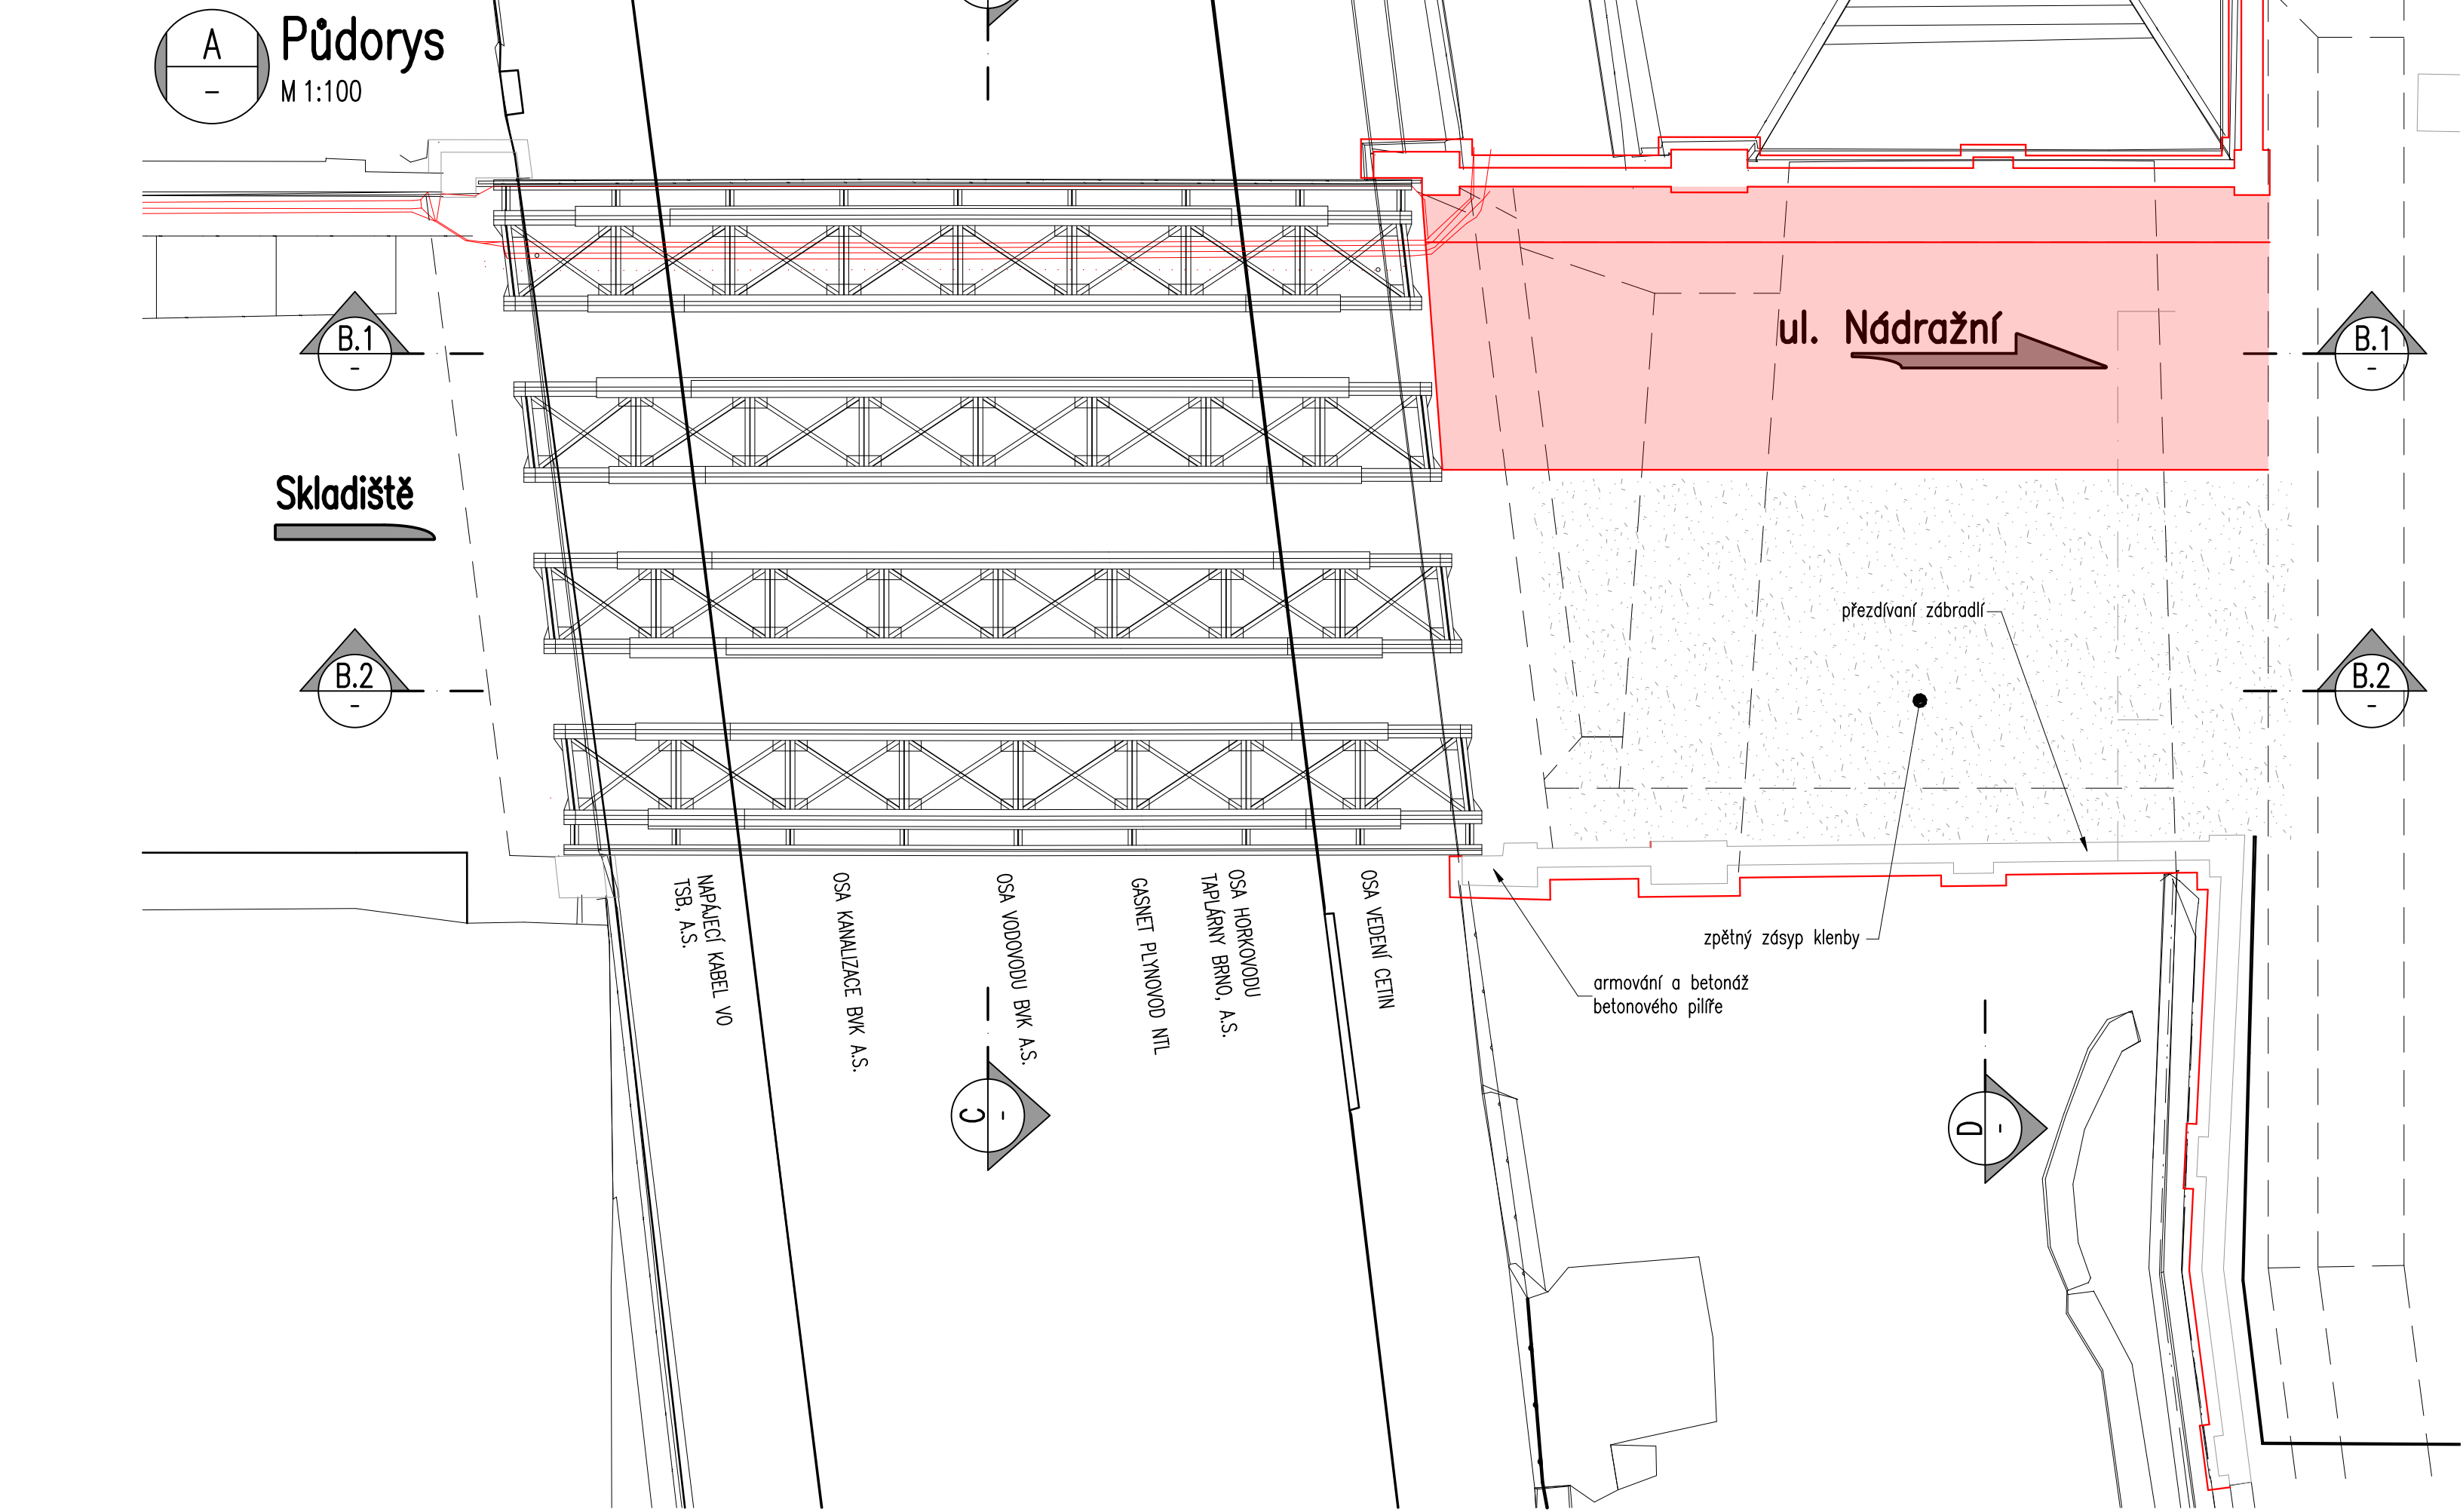 A
-
Půdorys
M 1:100
B.1
-
ul. Nádražní
B.1
-
Skladiště
přezdívaní zábradlí
B.2
-
B.2
-
NAPÁJECÍ KABEL VO
TSB, A.S.
OSA KANALIZACE BVK A.S.
OSA VODOVODU BVK A.S.
GASNET PLYNOVOD NTL
OSA HORKOVODU
TAPLÁRNY BRNO, A.S.
OSA VEDENÍ CETIN
zpětný zásyp klenby
armování a betonáž
betonového pilíře
C
-
D
-